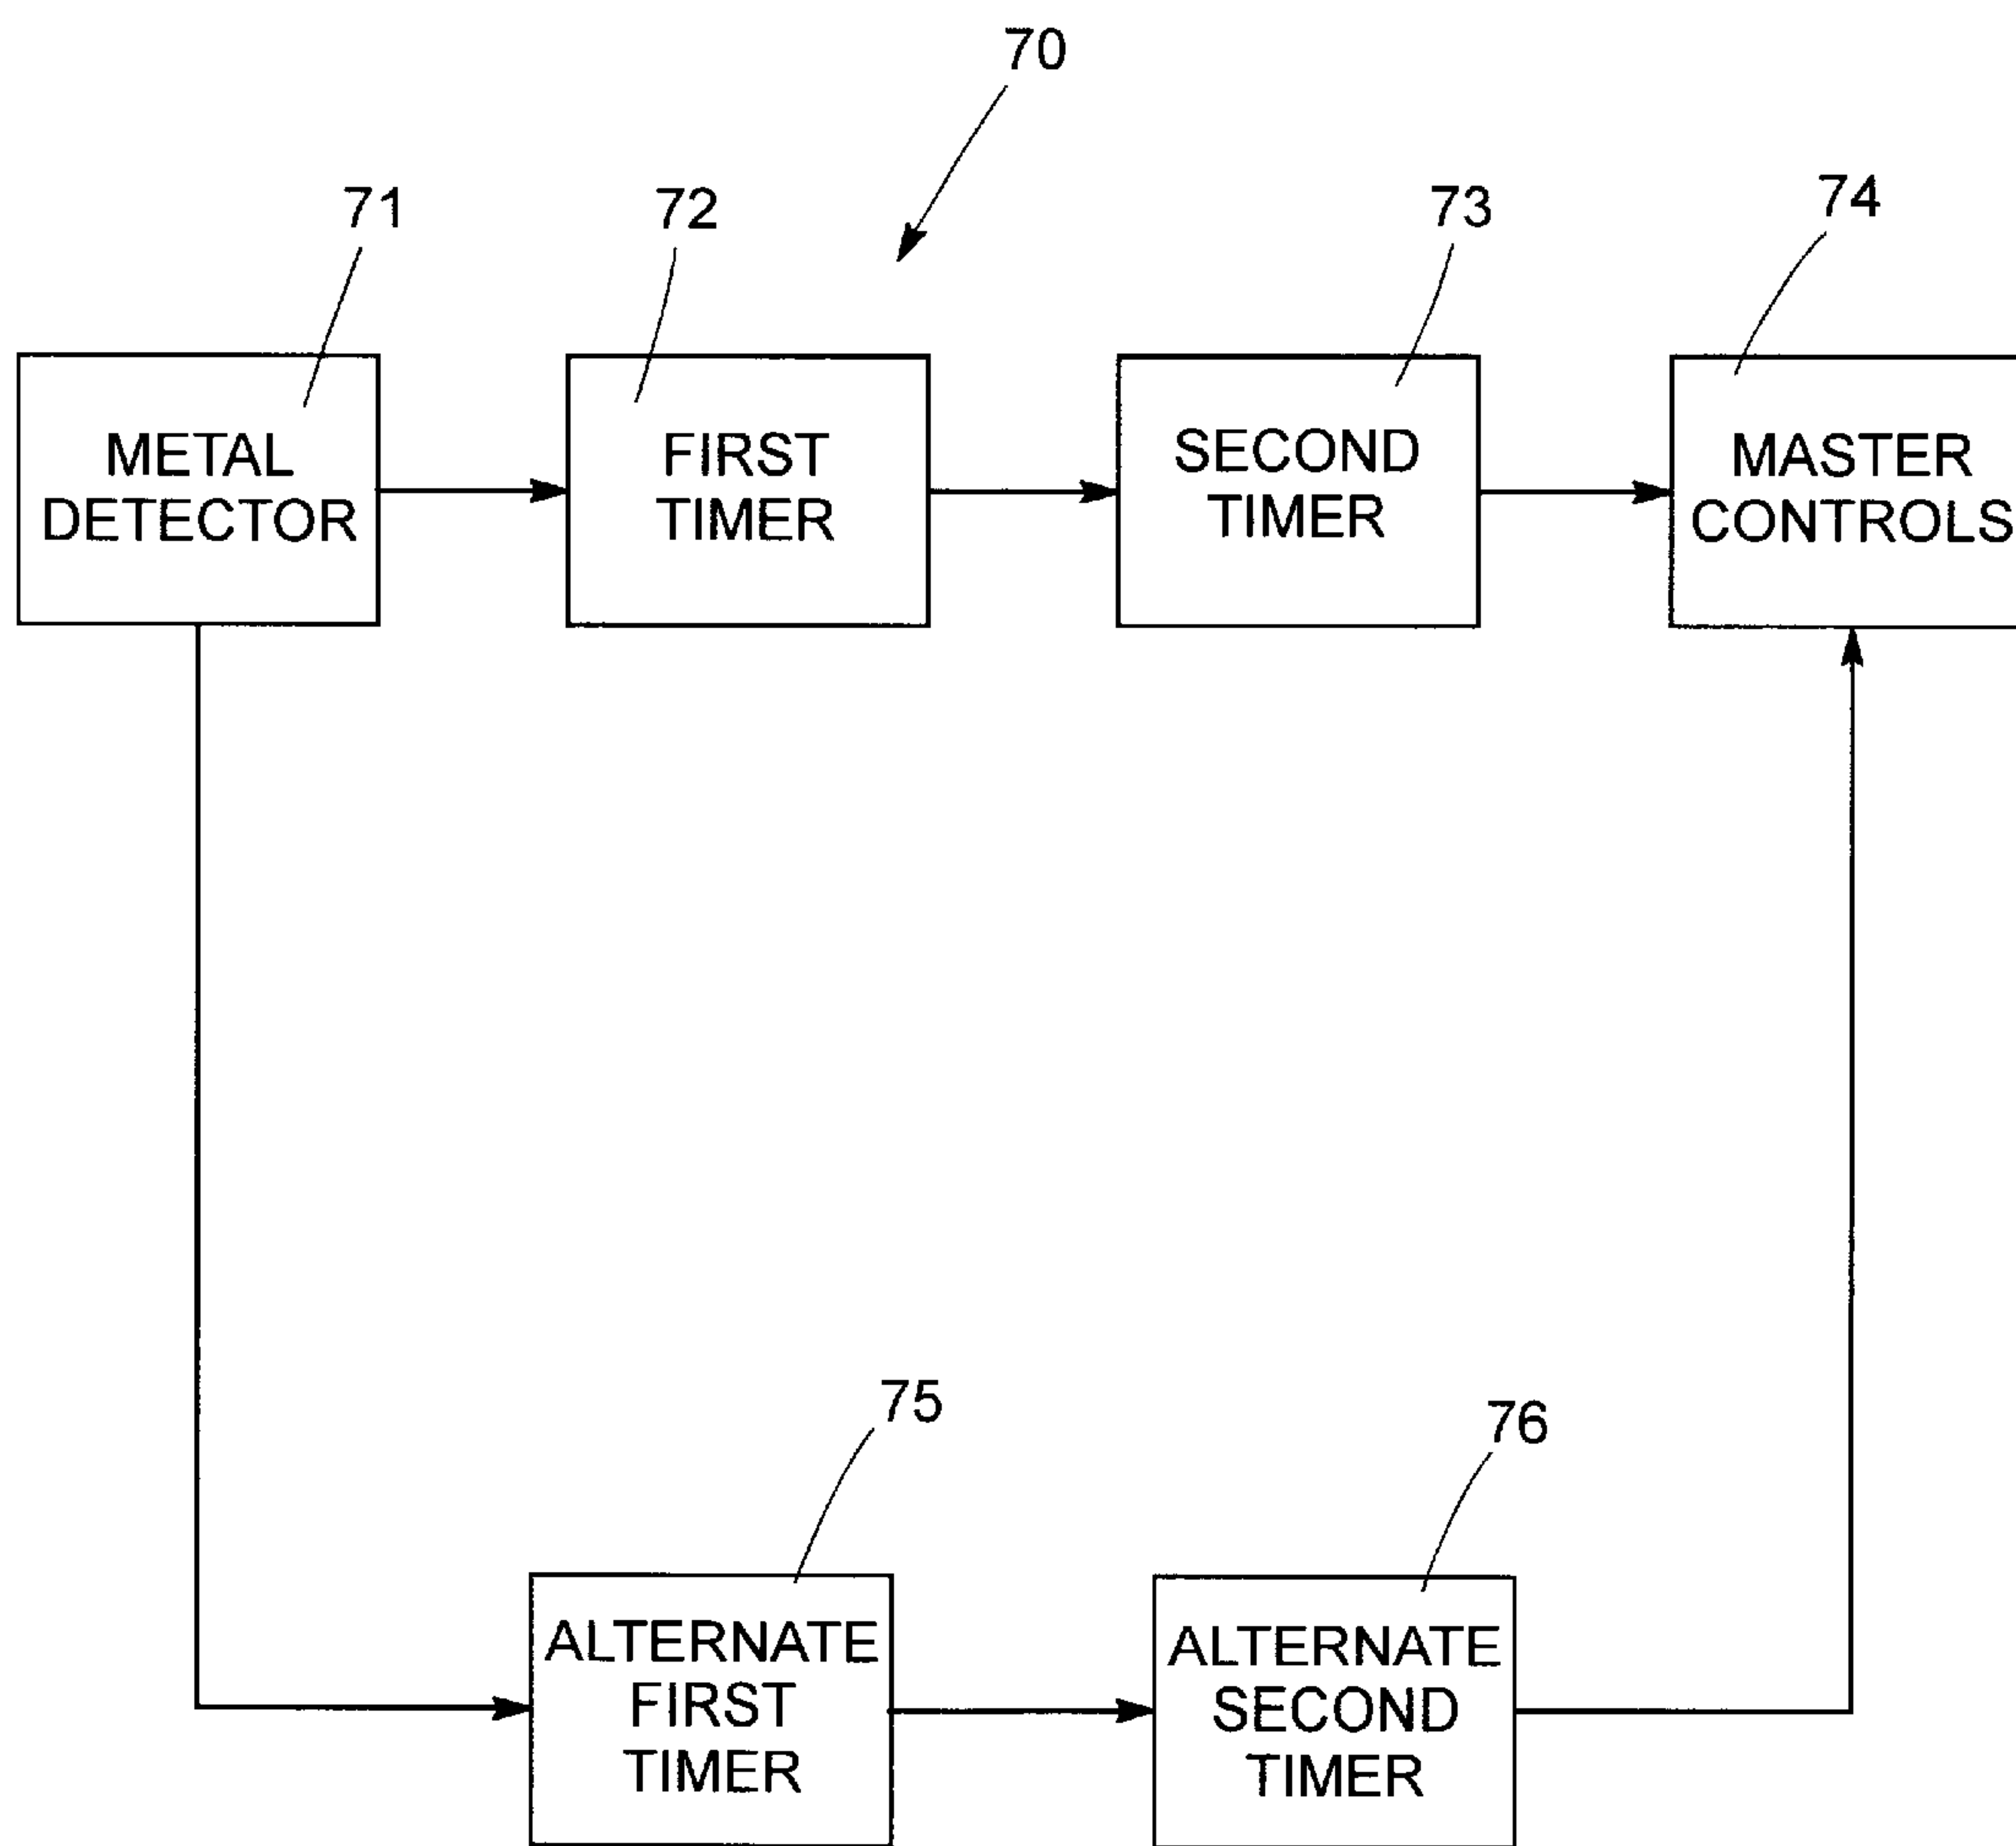 70
71
72
73
74
METAL
DETECTOR
FIRST
TIMER
SECOND
TIMER
MASTER
CONTROLS
75
76
ALTERNATE
FIRST
TIMER
ALTERNATE
SECOND
TIMER